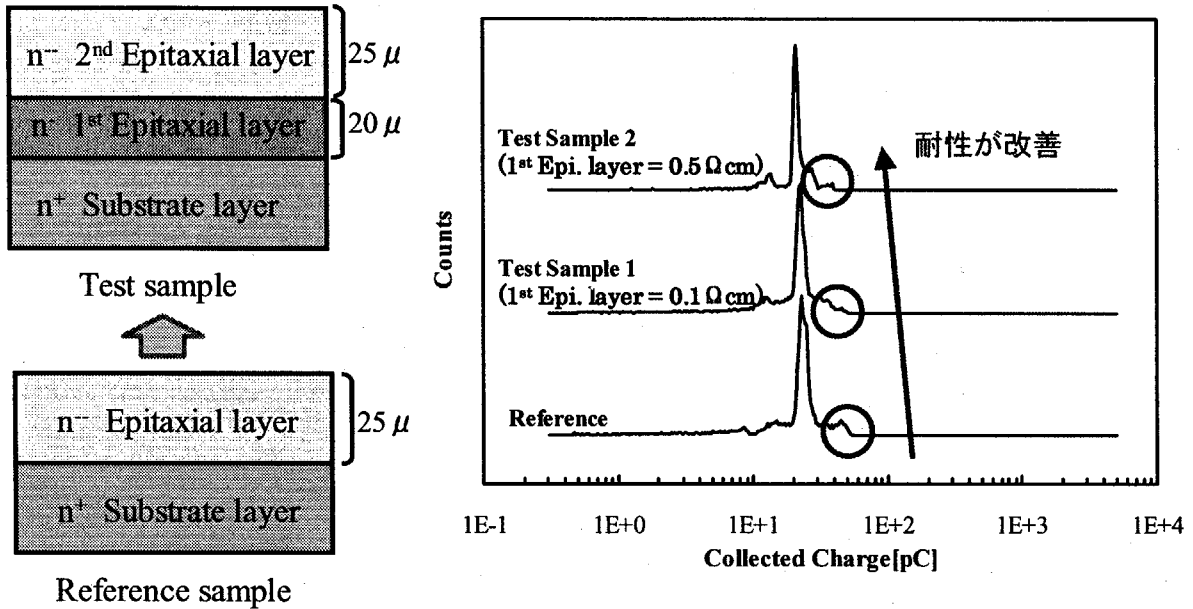 n⁻⁻ 2ⁿᵈ Epitaxial layer
25 μ
n⁻ 1ˢᵗ Epitaxial layer
20 μ
n⁺ Substrate layer
Test sample
n⁻⁻ Epitaxial layer
25 μ
n⁺ Substrate layer
Reference sample
Counts
Test Sample 2
(1ˢᵗ Epi. layer = 0.5 Ωcm)
耐性が改善
Test Sample 1
(1ˢᵗ Epi. layer = 0.1 Ωcm)
Reference
1E-1 1E+0 1E+1 1E+2 1E+3 1E+4
Collected Charge[pC]